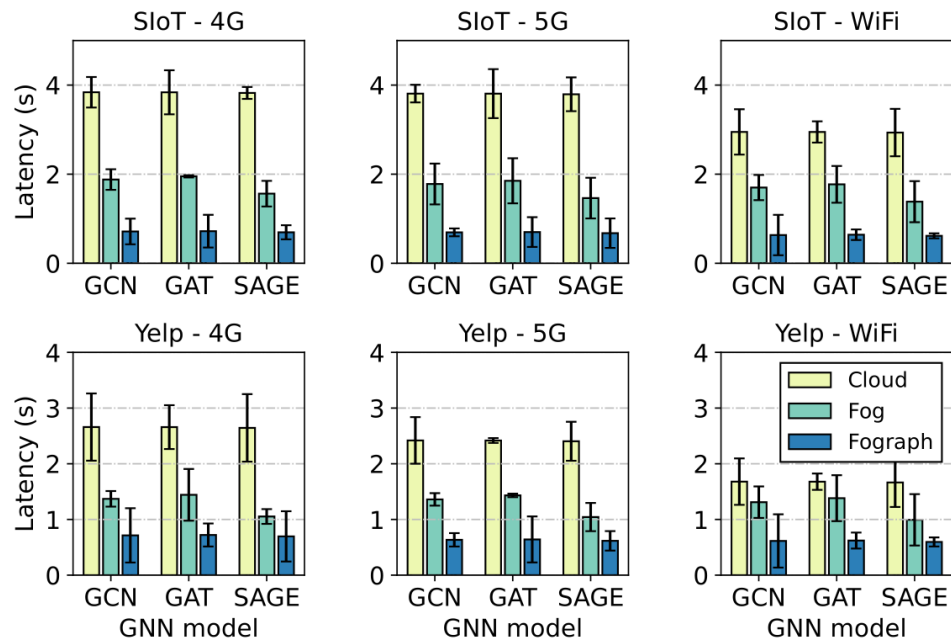 SIoT - 4G
SIoT - 5G
SIoT - WiFi
Latency (s)
4
2
0
GCN GAT SAGE
4
2
0
GCN GAT SAGE
4
2
0
GCN GAT SAGE
Yelp - 4G
Yelp - 5G
Yelp - WiFi
Latency (s)
4
3
2
1
0
GCN GAT SAGE
GNN model
4
3
2
1
0
GCN GAT SAGE
GNN model
4
3
2
1
0
GCN GAT SAGE
GNN model
Cloud
Fog
Fograph